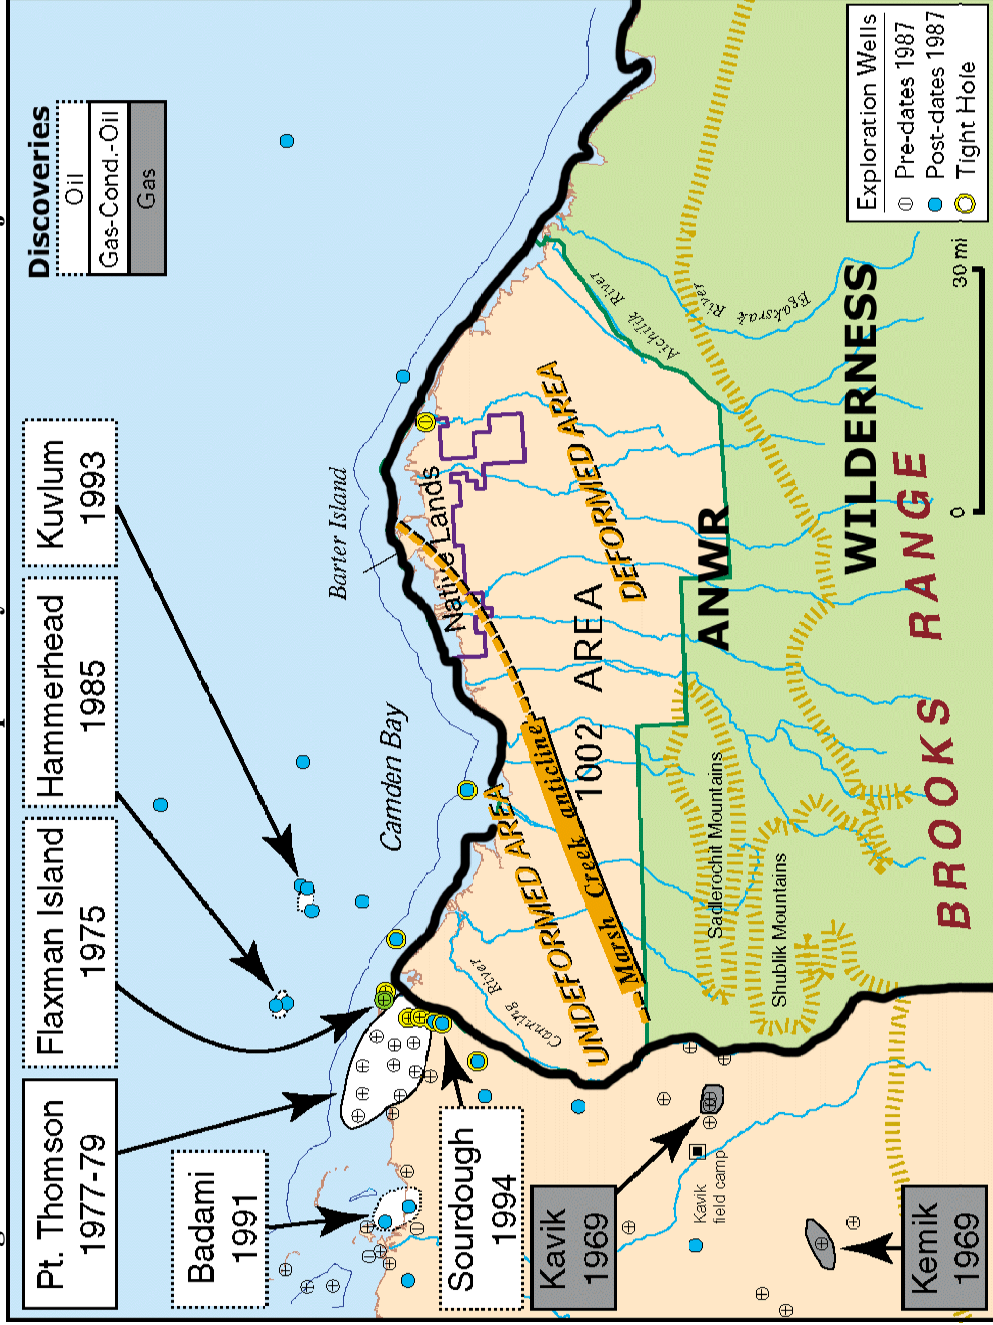 Pt. Thomson
1977-79
Flaxman Island
1975
Hammerhead
1985
Kuvlum
1993
Discoveries
Oil
Gas-Cond.-Oil
Gas
Badami
1991
Sourdough
1994
Kavik
1969
Kemik
1969
Kavik
field camp
Camden Bay
Barter Island
Native Lands
Canning River
UNDEFORMED AREA
Marsh Creek anticline
1002 AREA
DEFORMED AREA
Aichilik River
Egaksrak River
Sadlerochit Mountains
Shublik Mountains
ANWR
WILDERNESS
BROOKS RANGE
Exploration Wells
Pre-dates 1987
Post-dates 1987
Tight Hole
0
30 mi